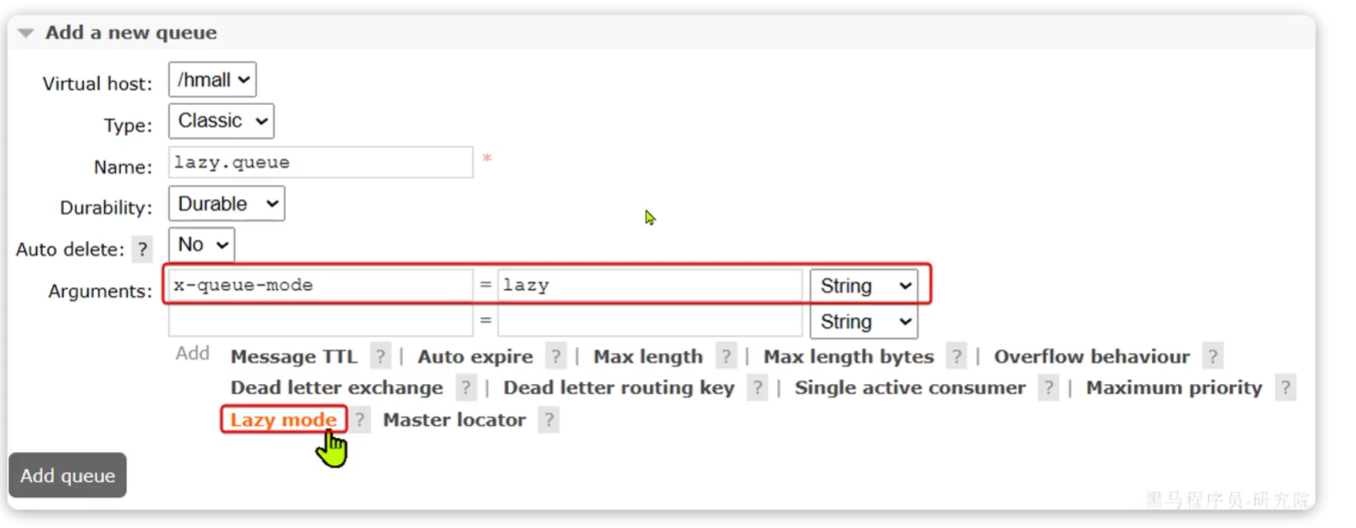 Add a new queue
Virtual host: /hmall
Type: Classic
Name: lazy.queue *
Durability: Durable
Auto delete: ? No
Arguments: x-queue-mode = lazy String
= String
Add Message TTL ? | Auto expire ? | Max length ? | Max length bytes ? | Overflow behaviour ?
Dead letter exchange ? | Dead letter routing key ? | Single active consumer ? | Maximum priority ?
Lazy mode ? Master locator ?
Add queue
黑马程序员-研究院